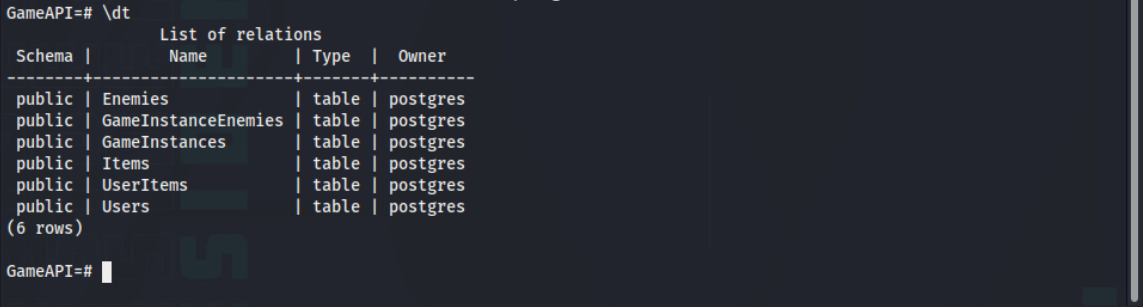 GameAPI=# \dt
List of relations
Schema | Name | Type | Owner
--------+---------------------+-------+----------
public | Enemies | table | postgres
public | GameInstanceEnemies | table | postgres
public | GameInstances | table | postgres
public | Items | table | postgres
public | UserItems | table | postgres
public | Users | table | postgres
(6 rows)
GameAPI=#